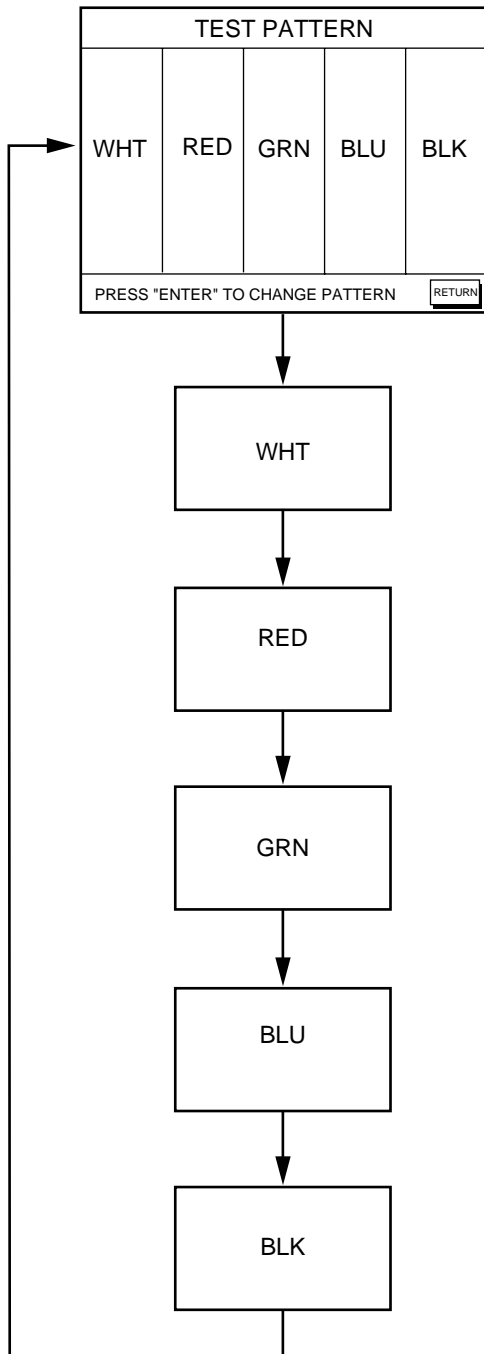 TEST PATTERN
WHT RED GRN BLU BLK
PRESS "ENTER" TO CHANGE PATTERN RETURN
WHT
RED
GRN
BLU
BLK